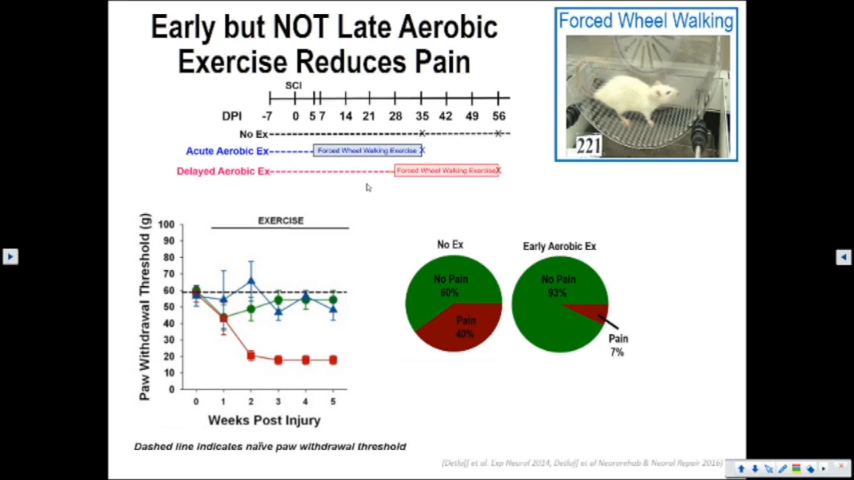 Early but NOT Late Aerobic
Exercise Reduces Pain
Forced Wheel Walking
221
SCI
DPI -7 0 5 7 14 21 28 35 42 49 56
No Ex
X X
Acute Aerobic Ex
Forced Wheel Walking Exercise X
Delayed Aerobic Ex
Forced Wheel Walking Exercise X
EXERCISE
Paw Withdrawal Threshold (g)
100
90
80
70
60
50
40
30
20
10
0
0 1 2 3 4 5
Weeks Post Injury
No Ex
No Pain
60%
Pain
40%
Early Aerobic Ex
No Pain
93%
Pain
7%
Dashed line indicates naïve paw withdrawal threshold
[Detloff et al. Exp Neurol 2014, Detloff et al Neurorehab & Neural Repair 2016]